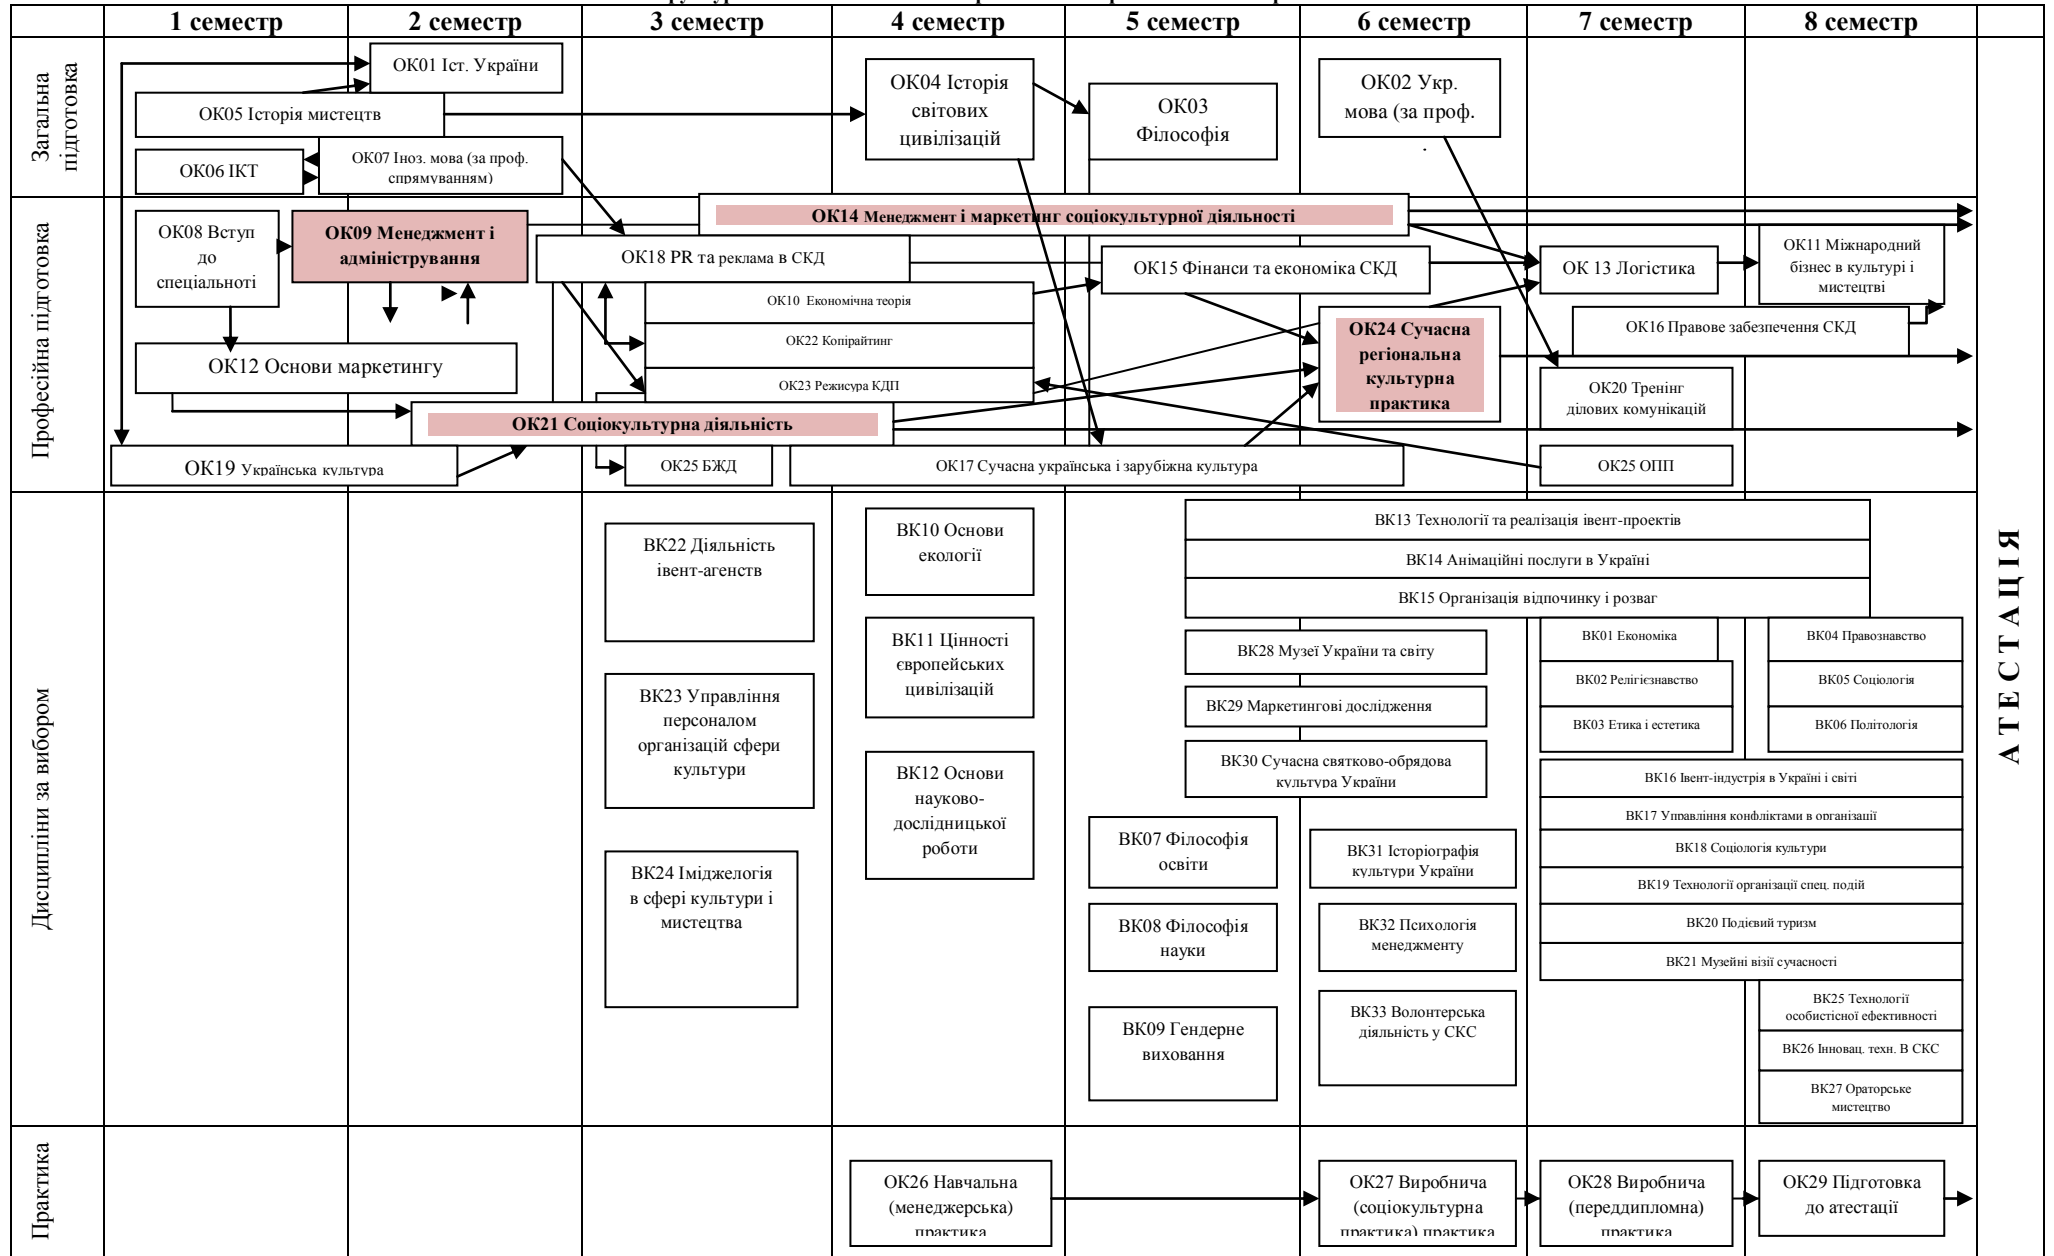 1 семестр
2 семестр
3 семестр
4 семестр
5 семестр
6 семестр
7 семестр
8 семестр
Загальна
підготовка
ОК01 Іст. України
ОК05 Історія мистецтв
ОК06 ІКТ
ОК07 Іноз. мова (за проф.
спрямуванням)
ОК04 Історія
світових
цивілізацій
ОК03
Філософія
ОК02 Укр.
мова (за проф.
Професійна підготовка
ОК08 Вступ
до
спеціальноті
ОК09 Менеджмент і
адміністрування
ОК14 Менеджмент і маркетинг соціокультурної діяльності
ОК18 PR та реклама в СКД
ОК10 Економічна теорія
ОК22 Копірайтинг
ОК23 Режисура КДП
ОК15 Фінанси та економіка СКД
ОК 13 Логістика
ОК11 Міжнародний
бізнес в культурі і
мистецтві
ОК16 Правове забезпечення СКД
ОК24 Сучасна
регіональна
культурна
практика
ОК20 Тренінг
ділових комунікацій
ОК12 Основи маркетингу
ОК21 Соціокультурна діяльність
ОК19 Українська культура
ОК25 БЖД
ОК17 Сучасна українська і зарубіжна культура
ОК25 ОПП
Дисципліни за вибором
ВК22 Діяльність
івент-агенств
ВК23 Управління
персоналом
організацій сфери
культури
ВК24 Іміджелогія
в сфері культури і
мистецтва
ВК10 Основи
екології
ВК11 Цінності
європейських
цивілізацій
ВК12 Основи
науково-
дослідницької
роботи
ВК13 Технології та реалізація івент-проектів
ВК14 Анімаційні послуги в Україні
ВК15 Організація відпочинку і розваг
ВК28 Музеї України та світу
ВК29 Маркетингові дослідження
ВК30 Сучасна святково-обрядова
культура України
ВК07 Філософія
освіти
ВК08 Філософія
науки
ВК09 Гендерне
виховання
ВК31 Історіографія
культури України
ВК32 Психологія
менеджменту
ВК33 Волонтерська
діяльність у СКС
ВК01 Економіка
ВК02 Релігієзнавство
ВК03 Етика і естетика
ВК04 Правознавство
ВК05 Соціологія
ВК06 Політологія
ВК16 Івент-індустрія в Україні і світі
ВК17 Управління конфліктами в організації
ВК18 Соціологія культури
ВК19 Технології організації спец. подій
ВК20 Подієвий туризм
ВК21 Музейні візії сучасності
ВК25 Технології
особистісної ефективності
ВК26 Інновац. техн. В СКС
ВК27 Ораторське
мистецтво
АТЕСТАЦІЯ
Практика
ОК26 Навчальна
(менеджерська)
практика
ОК27 Виробнича
(соціокультурна
практика) практика
ОК28 Виробнича
(переддипломна)
практика
ОК29 Підготовка
до атестації